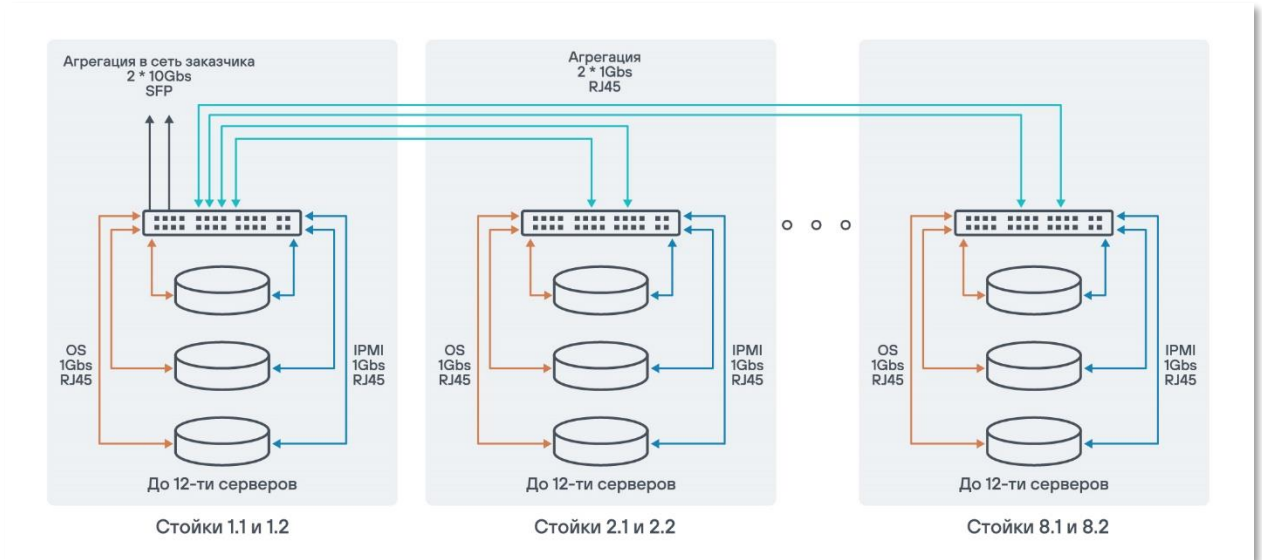 Агрегация в сеть заказчика
2 * 10Gbs
SFP
Агрегация
2 * 1Gbs
RJ45
OS
1Gbs
RJ45
IPMI
1Gbs
RJ45
OS
1Gbs
RJ45
IPMI
1Gbs
RJ45
OS
1Gbs
RJ45
IPMI
1Gbs
RJ45
До 12-ти серверов
До 12-ти серверов
До 12-ти серверов
Стойки 1.1 и 1.2
Стойки 2.1 и 2.2
Стойки 8.1 и 8.2